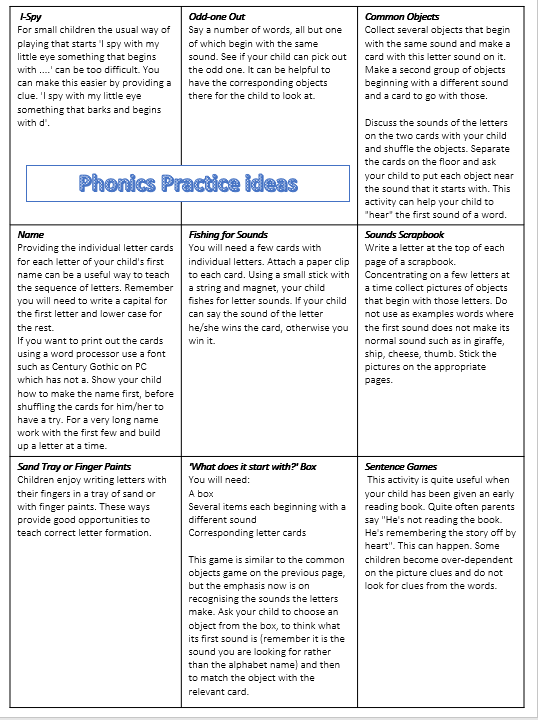 I-Spy
For small children the usual way of
playing that starts 'I spy with my
little eye something that begins
with ....' can be too difficult. You
can make this easier by providing a
clue. 'I spy with my little eye
something that barks and begins
with d'.
Odd-one Out
Say a number of words, all but one
of which begin with the same
sound. See if your child can pick out
the odd one. It can be helpful to
have the corresponding objects
there for the child to look at.
Common Objects
Collect several objects that begin
with the same sound and make a
card with this letter sound on it.
Make a second group of objects
beginning with a different sound
and a card to go with those.
Discuss the sounds of the letters
on the two cards with your child
and shuffle the objects. Separate
the cards on the floor and ask
your child to put each object near
the sound that it starts with. This
activity can help your child to
"hear" the first sound of a word.
Phonics Practice ideas
Name
Providing the individual letter cards
for each letter of your child's first
name can be a useful way to teach
the sequence of letters. Remember
you will need to write a capital for
the first letter and lower case for
the rest.
If you want to print out the cards
using a word processor use a font
such as Century Gothic on PC
which has not a. Show your child
how to make the name first, before
shuffling the cards for him/her to
have a try. For a very long name
work with the first few and build
up a letter at a time.
Fishing for Sounds
You will need a few cards with
individual letters. Attach a paper clip
to each card. Using a small stick with
a string and magnet, your child
fishes for letter sounds. If your child
can say the sound of the letter
he/she wins the card, otherwise you
win it.
Sounds Scrapbook
Write a letter at the top of each
page of a scrapbook.
Concentrating on a few letters at
a time collect pictures of objects
that begin with those letters. Do
not use as examples words where
the first sound does not make its
normal sound such as in giraffe,
ship, cheese, thumb. Stick the
pictures on the appropriate
pages.
Sand Tray or Finger Paints
Children enjoy writing letters with
their fingers in a tray of sand or
with finger paints. These ways
provide good opportunities to
teach correct letter formation.
'What does it start with?' Box
You will need:
A box
Several items each beginning with a
different sound
Corresponding letter cards
This game is similar to the common
objects game on the previous page,
but the emphasis now is on
recognising the sounds the letters
make. Ask your child to choose an
object from the box, to think what
its first sound is (remember it is the
sound you are looking for rather
than the alphabet name) and then
to match the object with the
relevant card.
Sentence Games
This activity is quite useful when
your child has been given an early
reading book. Quite often parents
say "He's not reading the book.
He's remembering the story off by
heart". This can happen. Some
children become over-dependent
on the picture clues and do not
look for clues from the words.